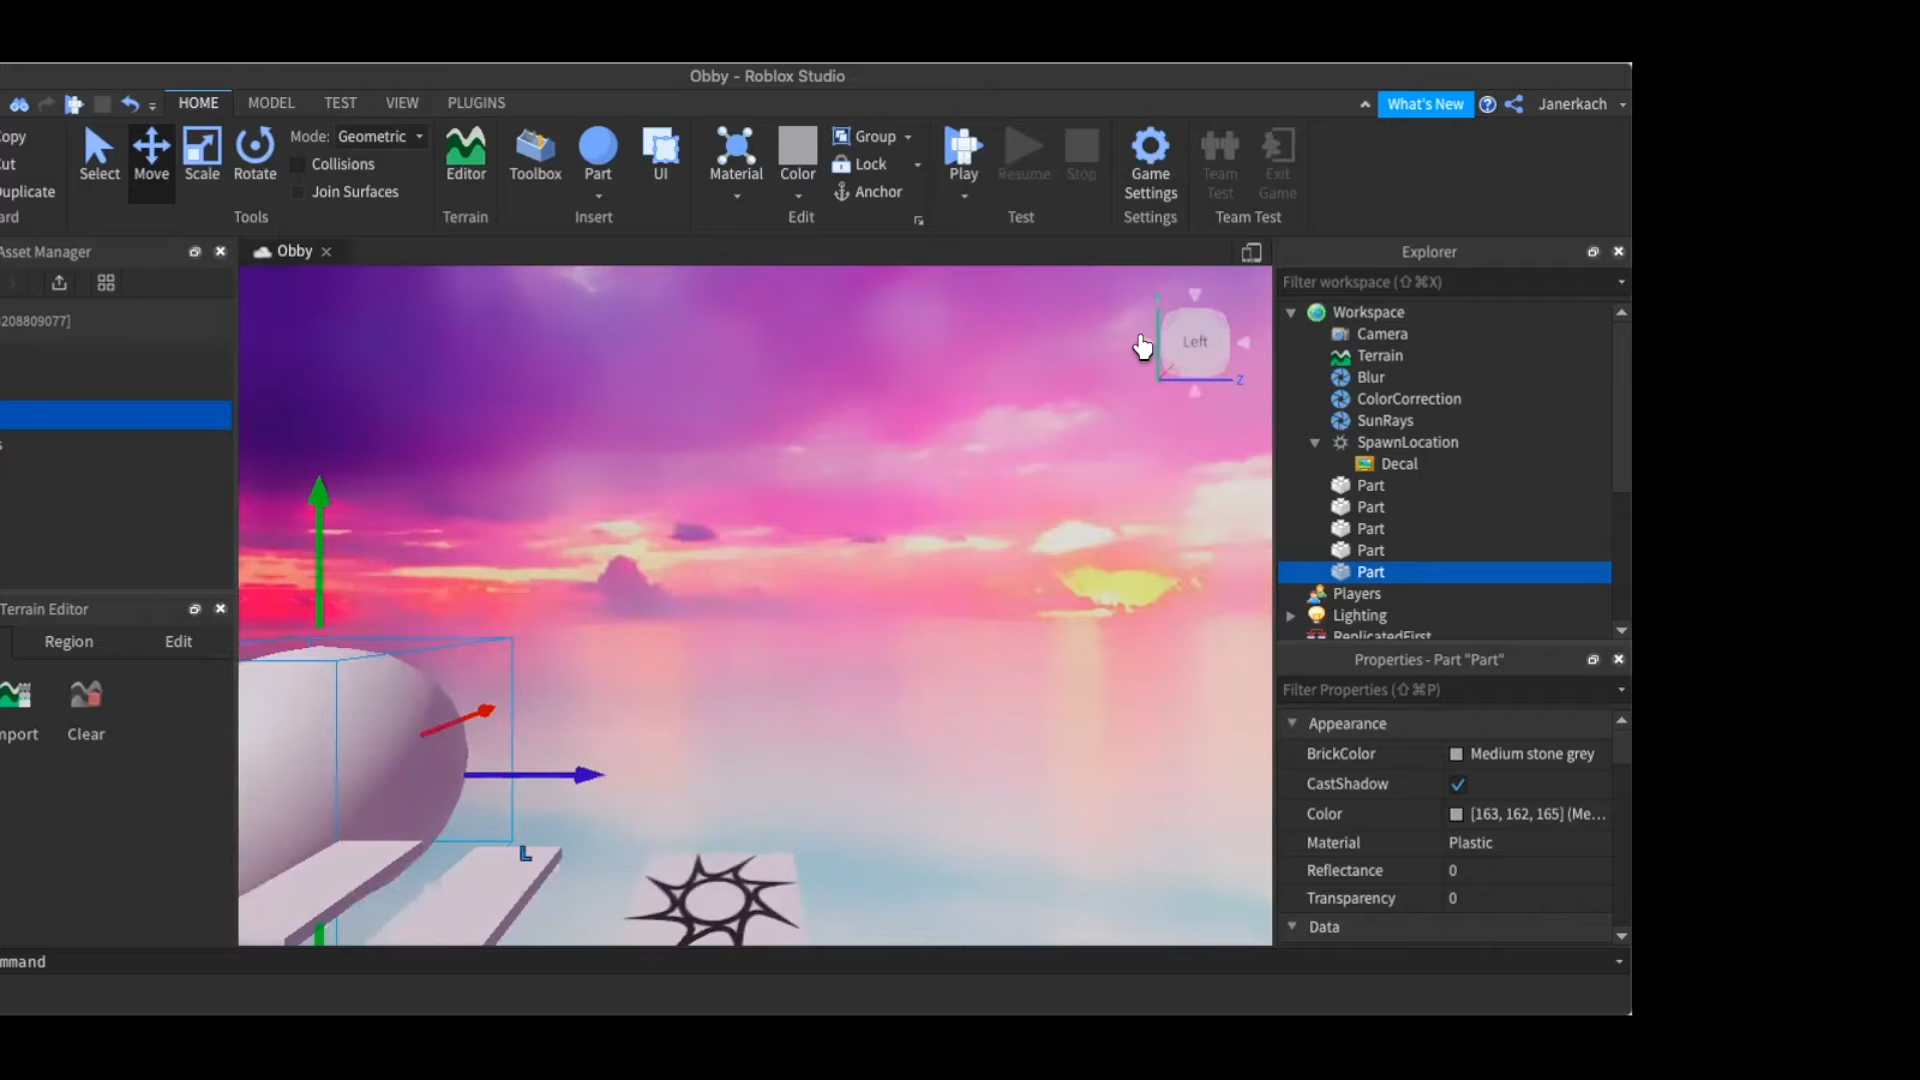 Obby - Roblox Studio
HOME MODEL TEST VIEW PLUGINS
What's New
Janerkach
opy
ut
uplicate
Select Move Scale Rotate
Mode: Geometric
Collisions
Join Surfaces
Editor Toolbox Part UI
Material Color
Group
Lock
Anchor
Play Resume Stop
Game Settings
Team Test
Exit Game
ard Tools Terrain Insert Edit Test Settings Team Test
Asset Manager
208809077]
s
Obby
Left
Z
L
Terrain Editor
Region Edit
mport Clear
Explorer
Filter workspace (⇧⌘X)
Workspace
Camera
Terrain
Blur
ColorCorrection
SunRays
SpawnLocation
Decal
Part
Part
Part
Part
Part
Players
Lighting
ReplicatedFirst
Properties - Part "Part"
Filter Properties (⇧⌘P)
Appearance
BrickColor Medium stone grey
CastShadow
Color [163, 162, 165] (Me...
Material Plastic
Reflectance 0
Transparency 0
Data
mmand